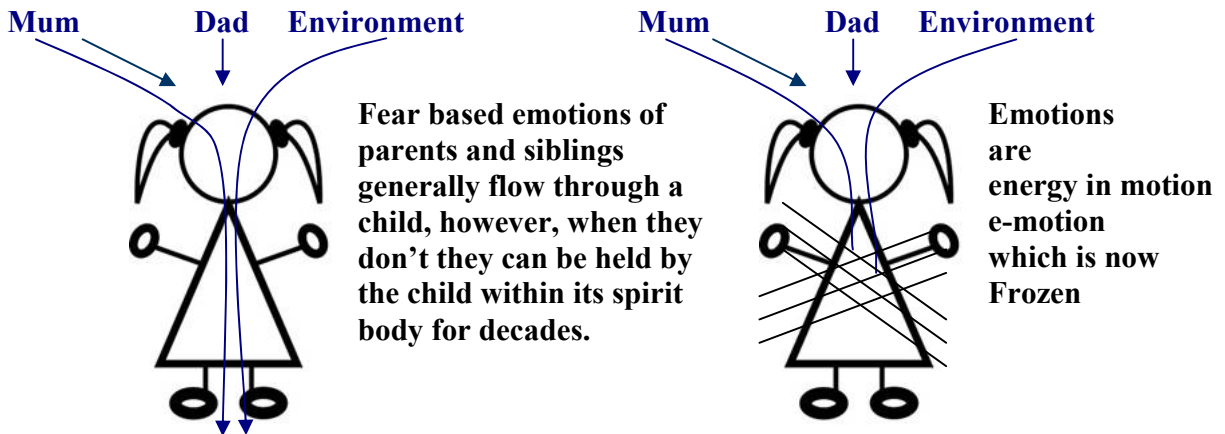 Mum Dad Environment
Fear based emotions of
parents and siblings
generally flow through a
child, however, when they
don’t they can be held by
the child within its spirit
body for decades.
Mum Dad Environment
Emotions
are
energy in motion
e-motion
which is now
Frozen